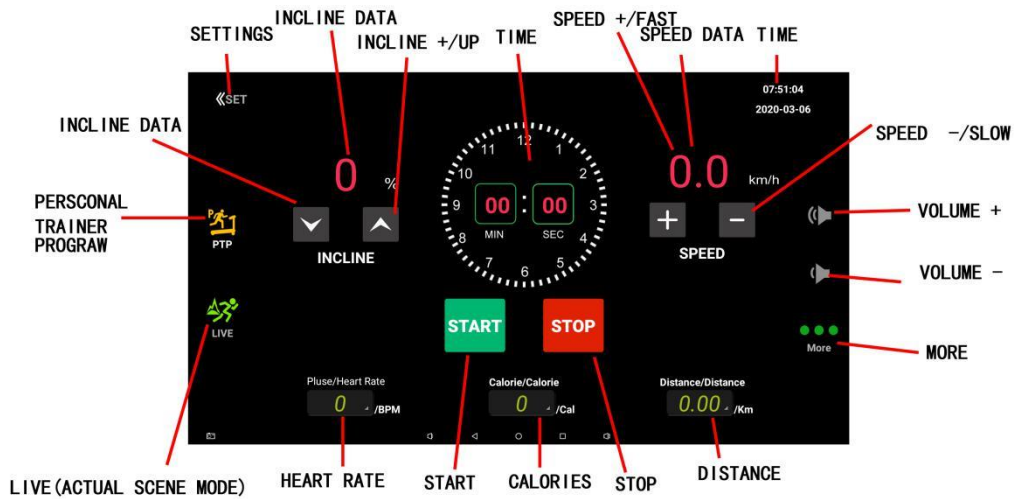 INCLINE DATA
SPEED +/FAST
SETTINGS
INCLINE +/UP
TIME
SPEED DATA
TIME
07:51:04
2020-03-06
《SET
INCLINE DATA
SPEED -/SLOW
0 %
INCLINE
12
1
2
3
4
5
6
7
8
9
10
11
00 : 00
MIN
SEC
0.0 km/h
+
-
SPEED
PERSCONAL
TRAINER
PROGRAW
P
PTP
VOLUME +
VOLUME -
LIVE
START
STOP
More
MORE
Pluse/Heart Rate
0 /BPM
Calorie/Calorie
0 /Cal
Distance/Distance
0.00 /Km
LIVE(ACTUAL SCENE MODE)
HEART RATE
START
CALORIES
STOP
DISTANCE